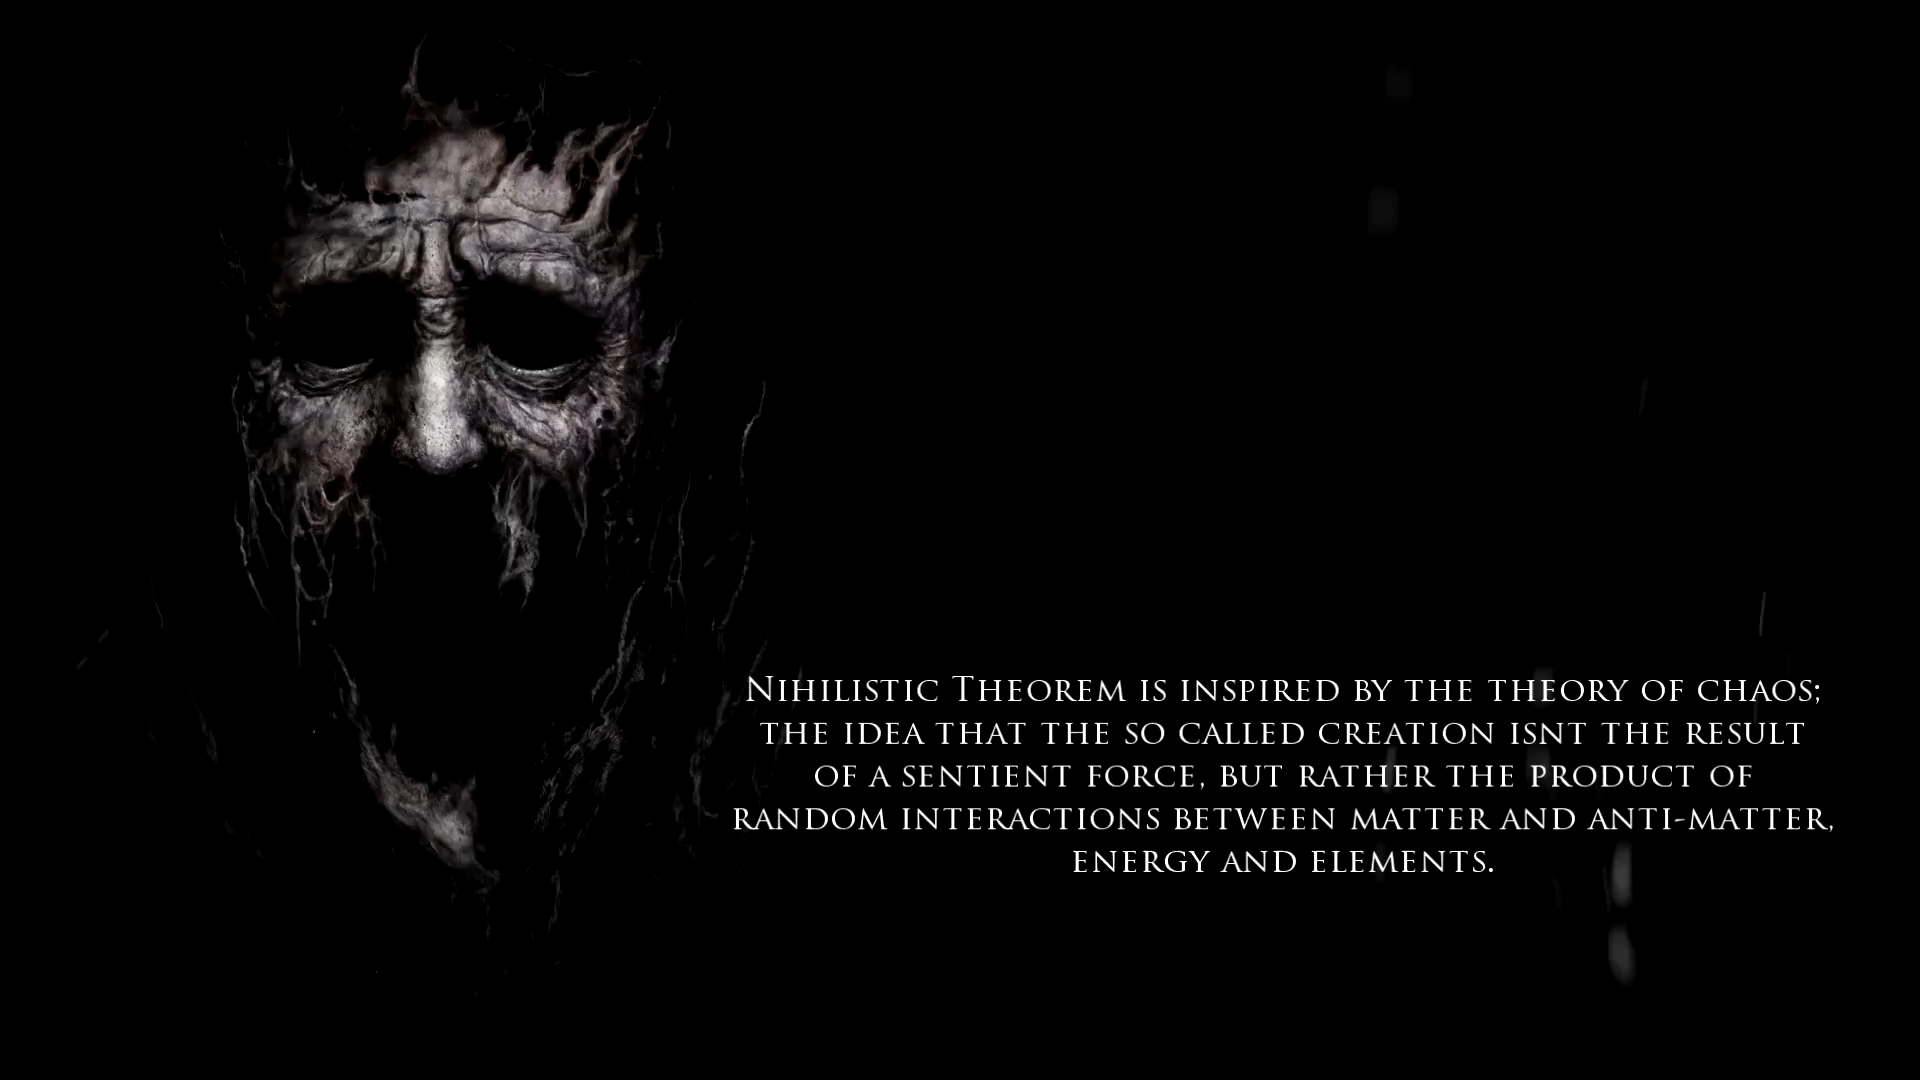 Nihilistic Theorem is inspired by the theory of chaos;
the idea that the so called creation isnt the result
of a sentient force, but rather the product of
random interactions between matter and anti-matter,
energy and elements.